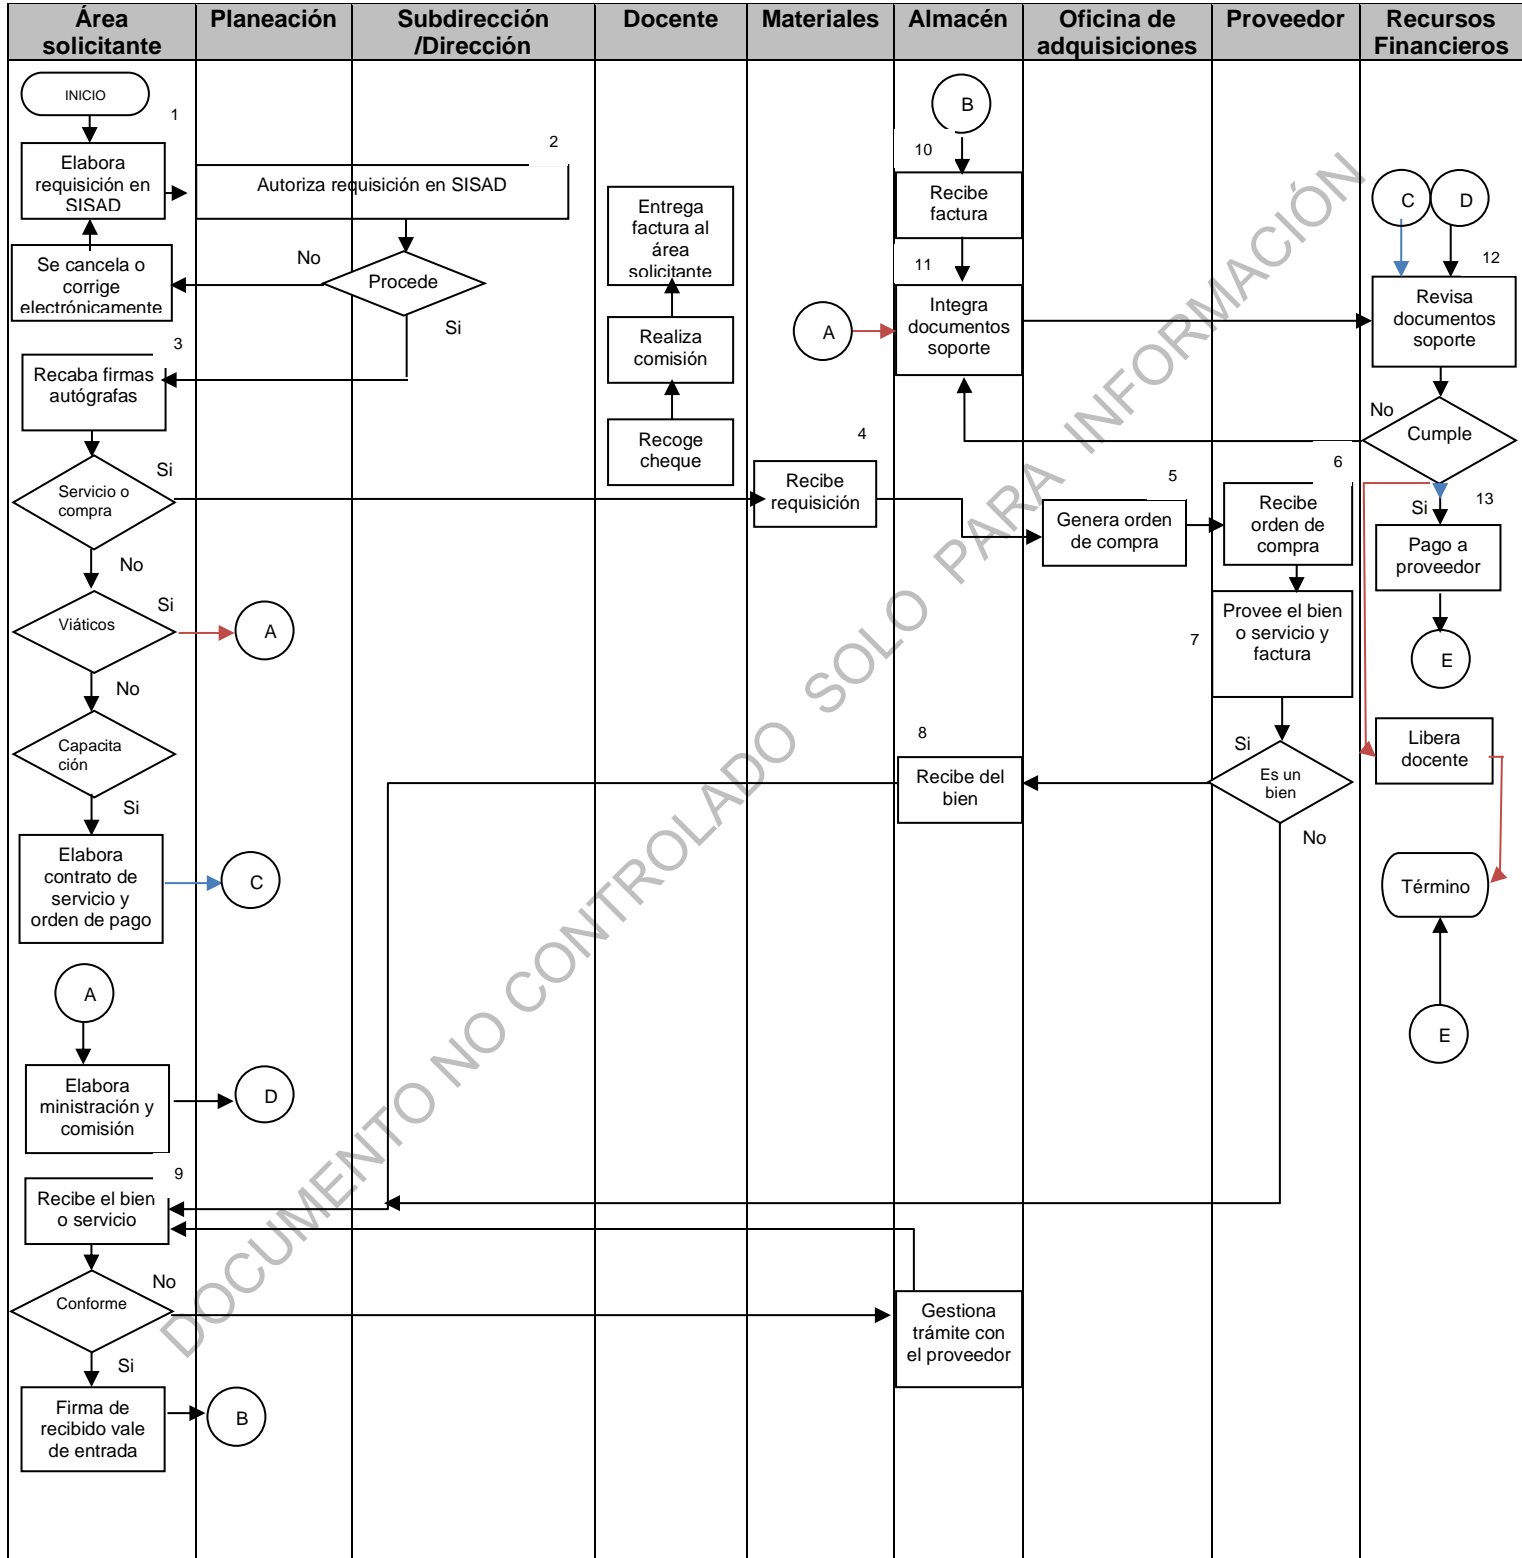 Área
solicitante
Planeación
Subdirección
/Dirección
Docente
Materiales
Almacén
Oficina de
adquisiciones
Proveedor
Recursos
Financieros
INICIO
1
Elabora
requisición en
SISAD
2
Autoriza requisición en SISAD
Se cancela o
corrige
electrónicamente
No
Procede
Si
3
Recaba firmas
autógrafas
Servicio o
compra
Si
No
Viáticos
Si
A
No
Capacita
ción
Si
Elabora
contrato de
servicio y
orden de pago
C
A
Elabora
ministración y
comisión
D
9
Recibe el bien
o servicio
Conforme
No
Si
Firma de
recibido vale
de entrada
B
Entrega
factura al
área
solicitante
Realiza
comisión
Recoge
cheque
4
Recibe
requisición
A
B
10
Recibe
factura
11
Integra
documentos
soporte
8
Recibe del
bien
Gestiona
trámite con
el proveedor
5
Genera orden
de compra
6
Recibe
orden de
compra
7
Provee el bien
o servicio y
factura
Si
Es un
bien
No
C
D
12
Revisa
documentos
soporte
No
Cumple
Si
13
Pago a
proveedor
E
Libera
docente
Término
E
DOCUMENTO NO CONTROLADO SOLO PARA INFORMACIÓN